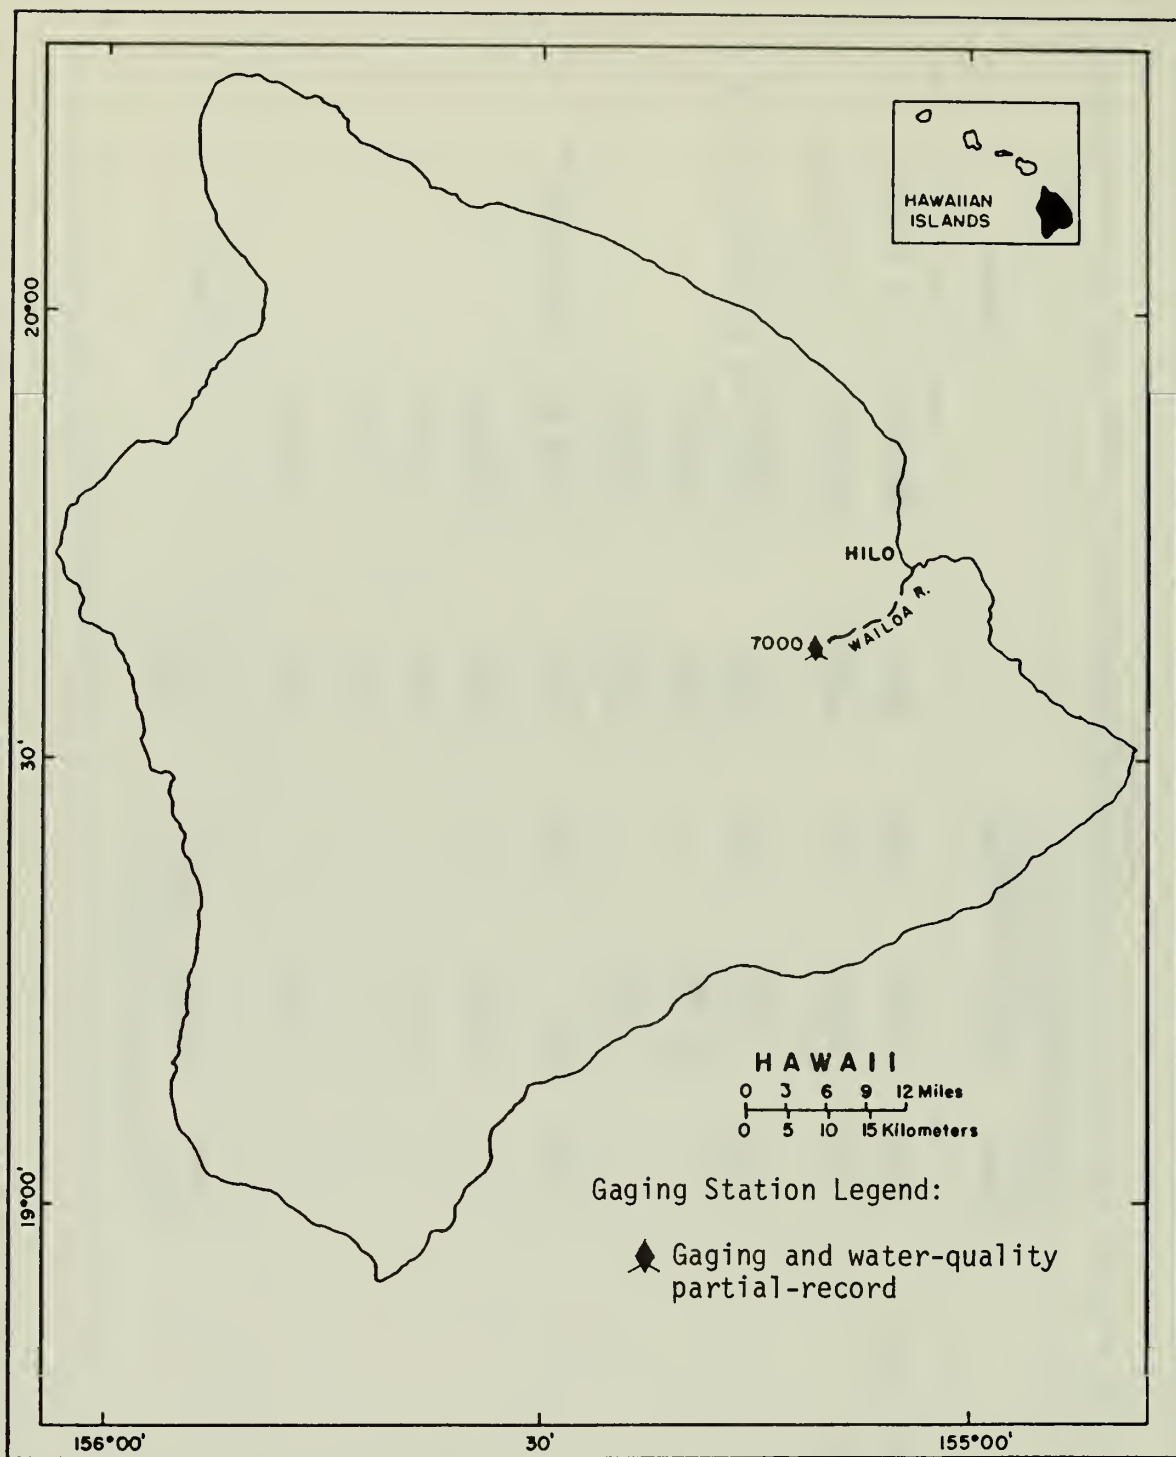 HAWAIIAN
ISLANDS
20°00
HILO
WAILOA R.
7000
30'
HAWAII
0 3 6 9 12 Miles
0 5 10 15 Kilometers
19°00'
Gaging Station Legend:
Gaging and water-quality
partial-record
156°00' 30' 155°00'